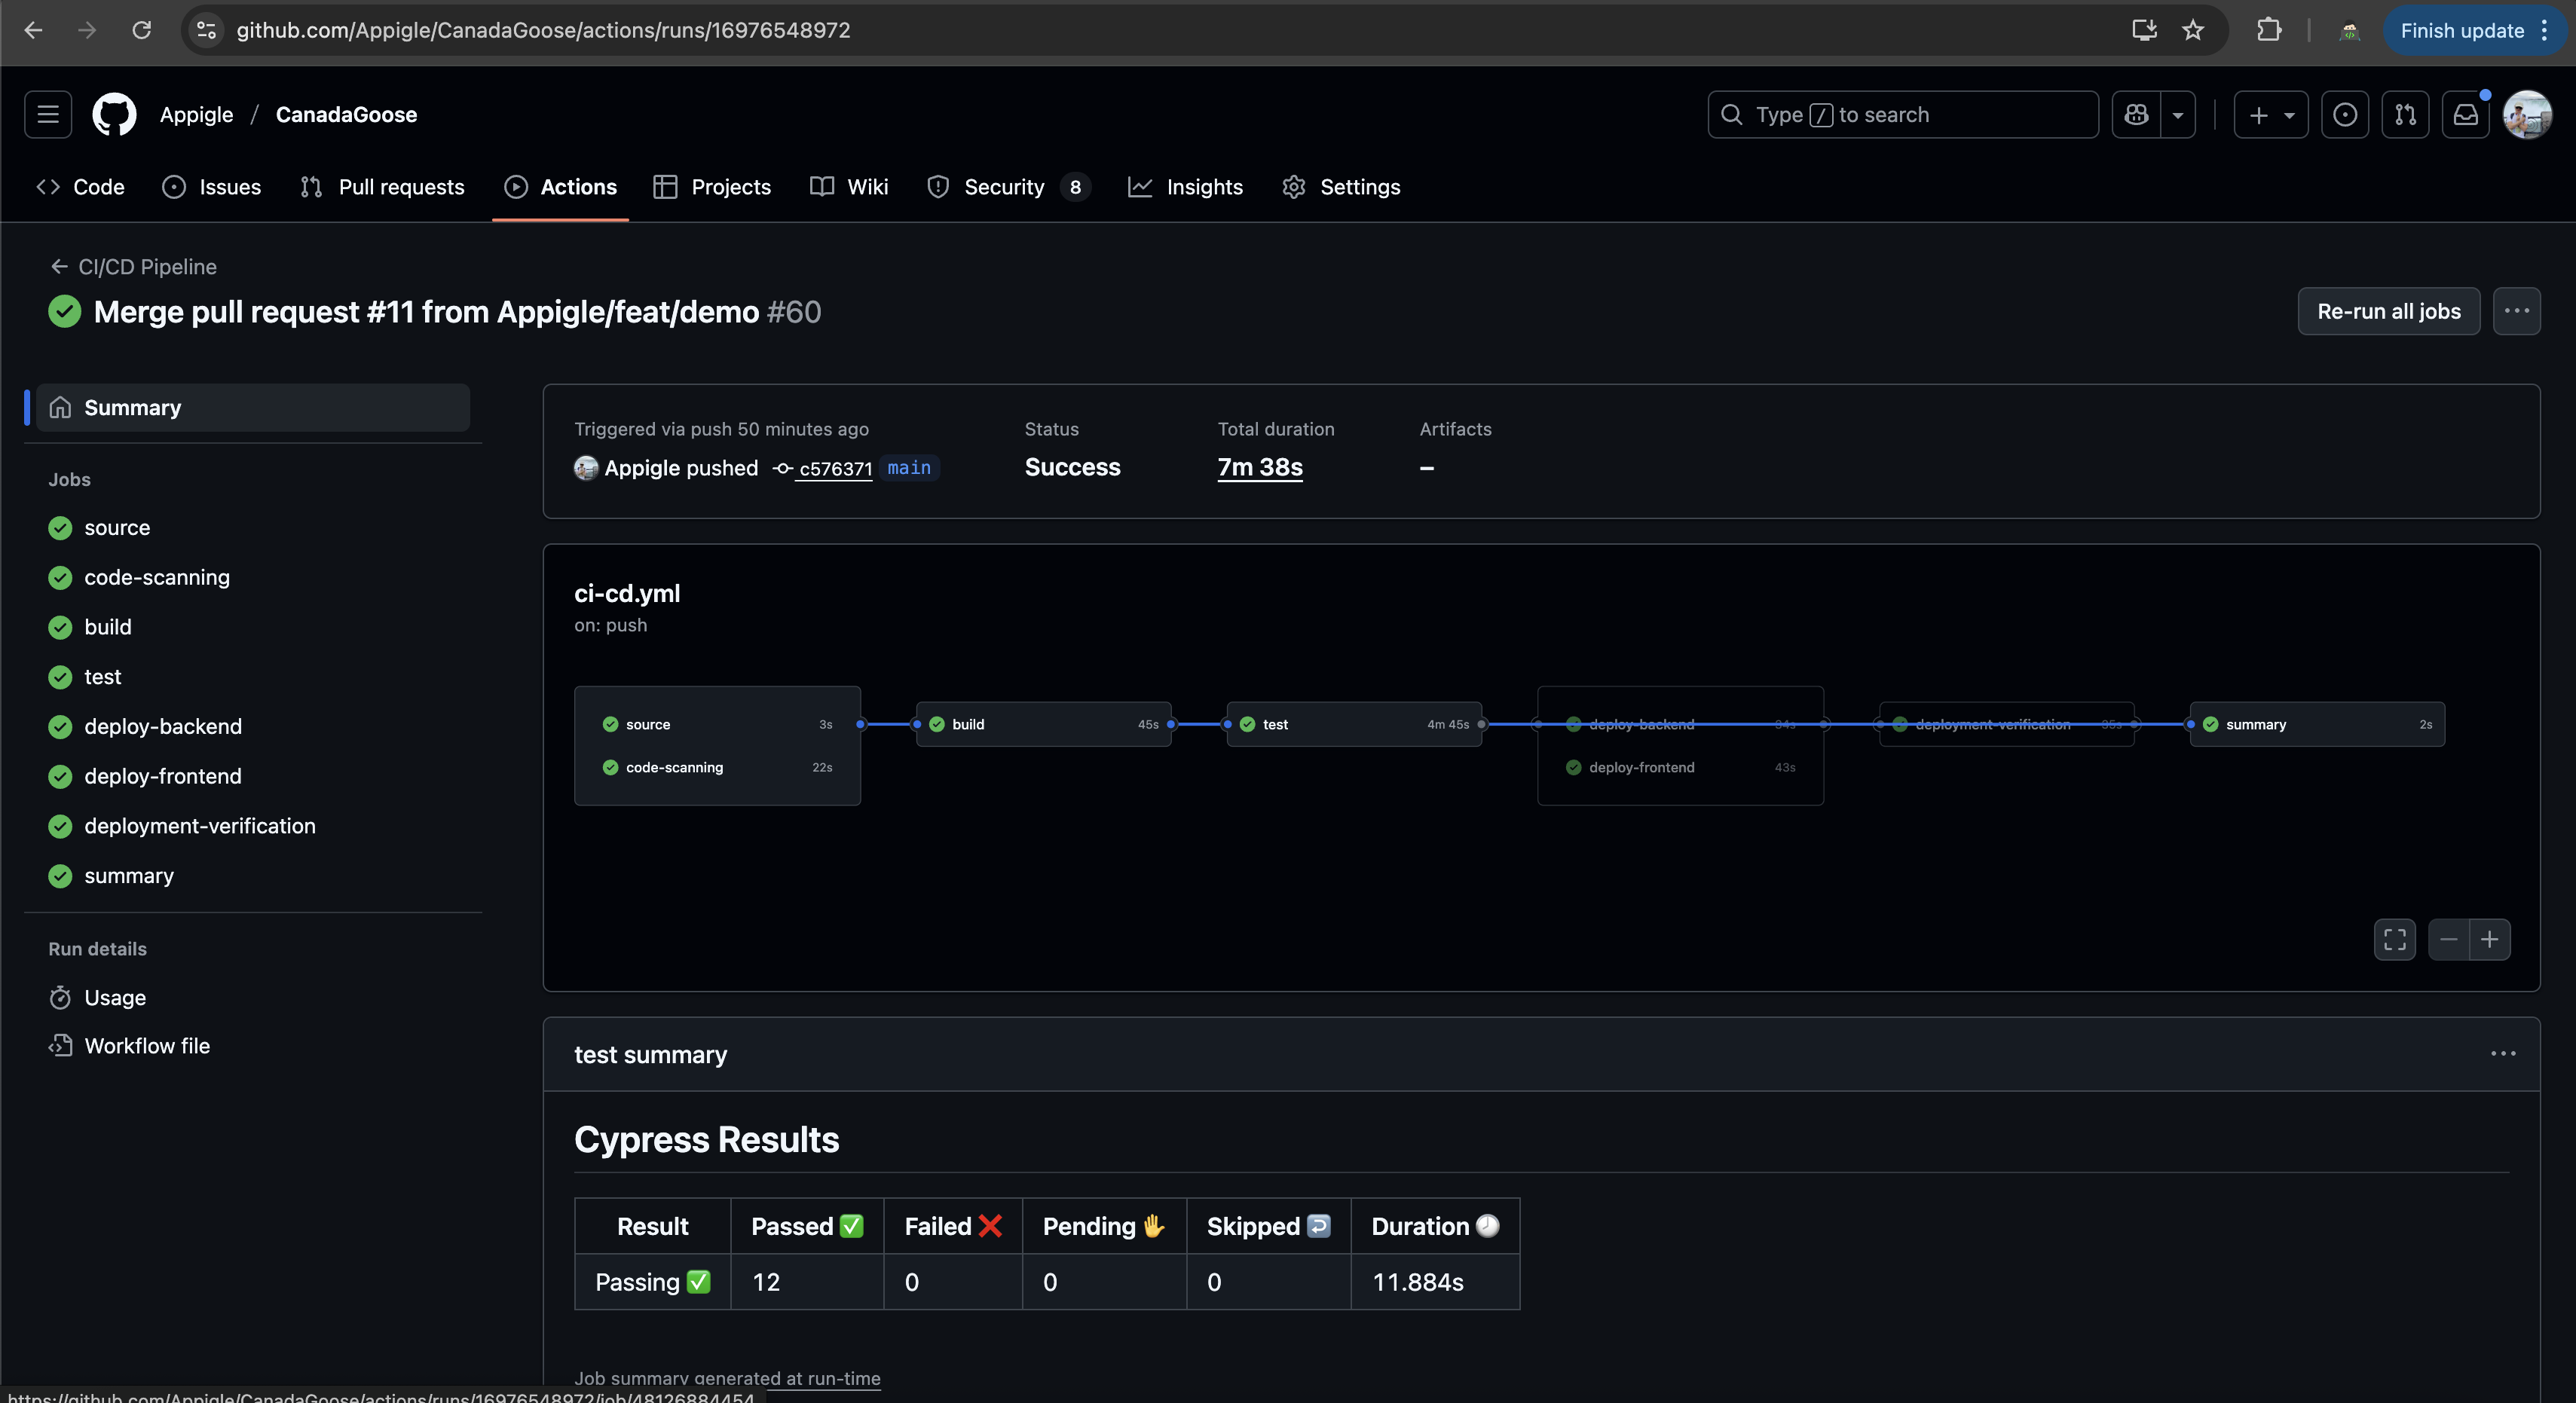 github.com/Appigle/CanadaGoose/actions/runs/16976548972
Finish update
Appigle / CanadaGoose
Type / to search
Code
Issues
Pull requests
Actions
Projects
Wiki
Security 8
Insights
Settings
CI/CD Pipeline
Merge pull request #11 from Appigle/feat/demo #60
Re-run all jobs
Summary
Jobs
source
code-scanning
build
test
deploy-backend
deploy-frontend
deployment-verification
summary
Run details
Usage
Workflow file
Triggered via push 50 minutes ago
Appigle pushed c576371 main
Status
Success
Total duration
7m 38s
Artifacts
–
ci-cd.yml
on: push
source 3s
code-scanning 22s
build 45s
test 4m 45s
deploy-backend 34s
deploy-frontend 43s
deployment-verification 35s
summary 2s
test summary
Cypress Results
Result Passed ✅ Failed ❌ Pending ✋ Skipped ↩️ Duration 🕗
Passing ✅ 12 0 0 0 11.884s
Job summary generated at run-time
https://github.com/Appigle/CanadaGoose/actions/runs/16976548972/job/48126884454